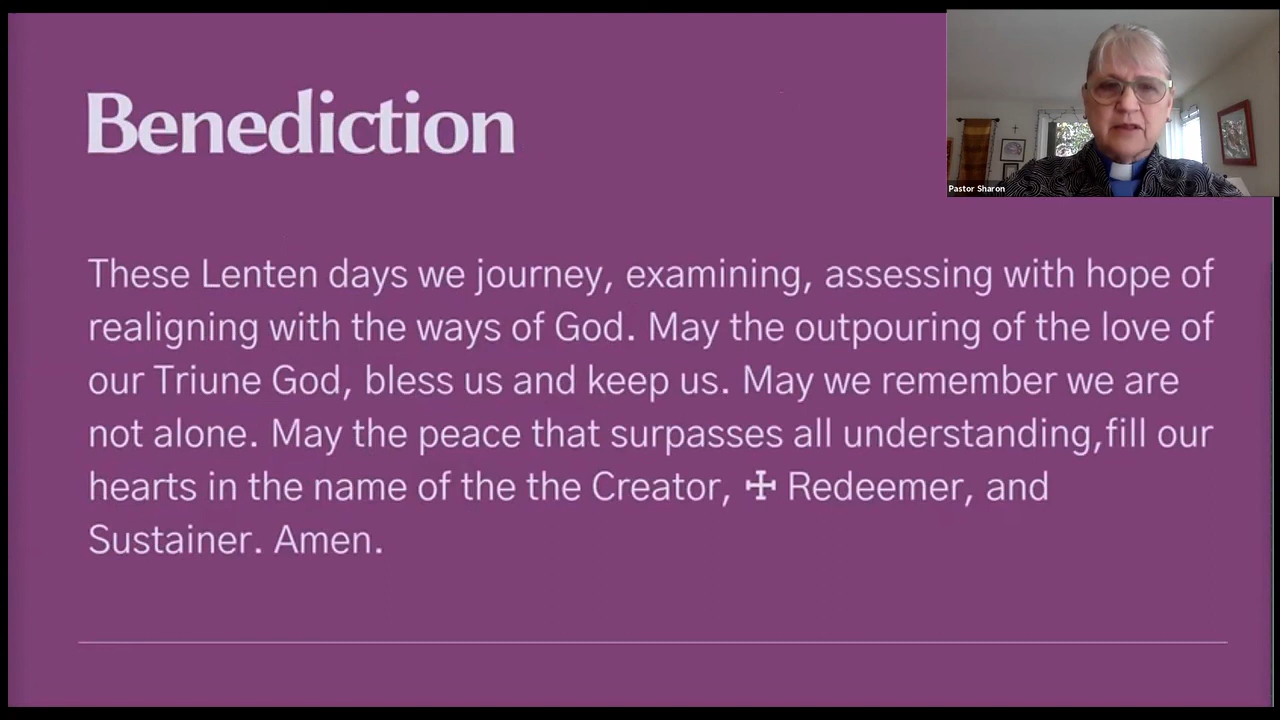 Benediction
Pastor Sharon
These Lenten days we journey, examining, assessing with hope of
realigning with the ways of God. May the outpouring of the love of
our Triune God, bless us and keep us. May we remember we are
not alone. May the peace that surpasses all understanding,fill our
hearts in the name of the the Creator, ☩ Redeemer, and
Sustainer. Amen.